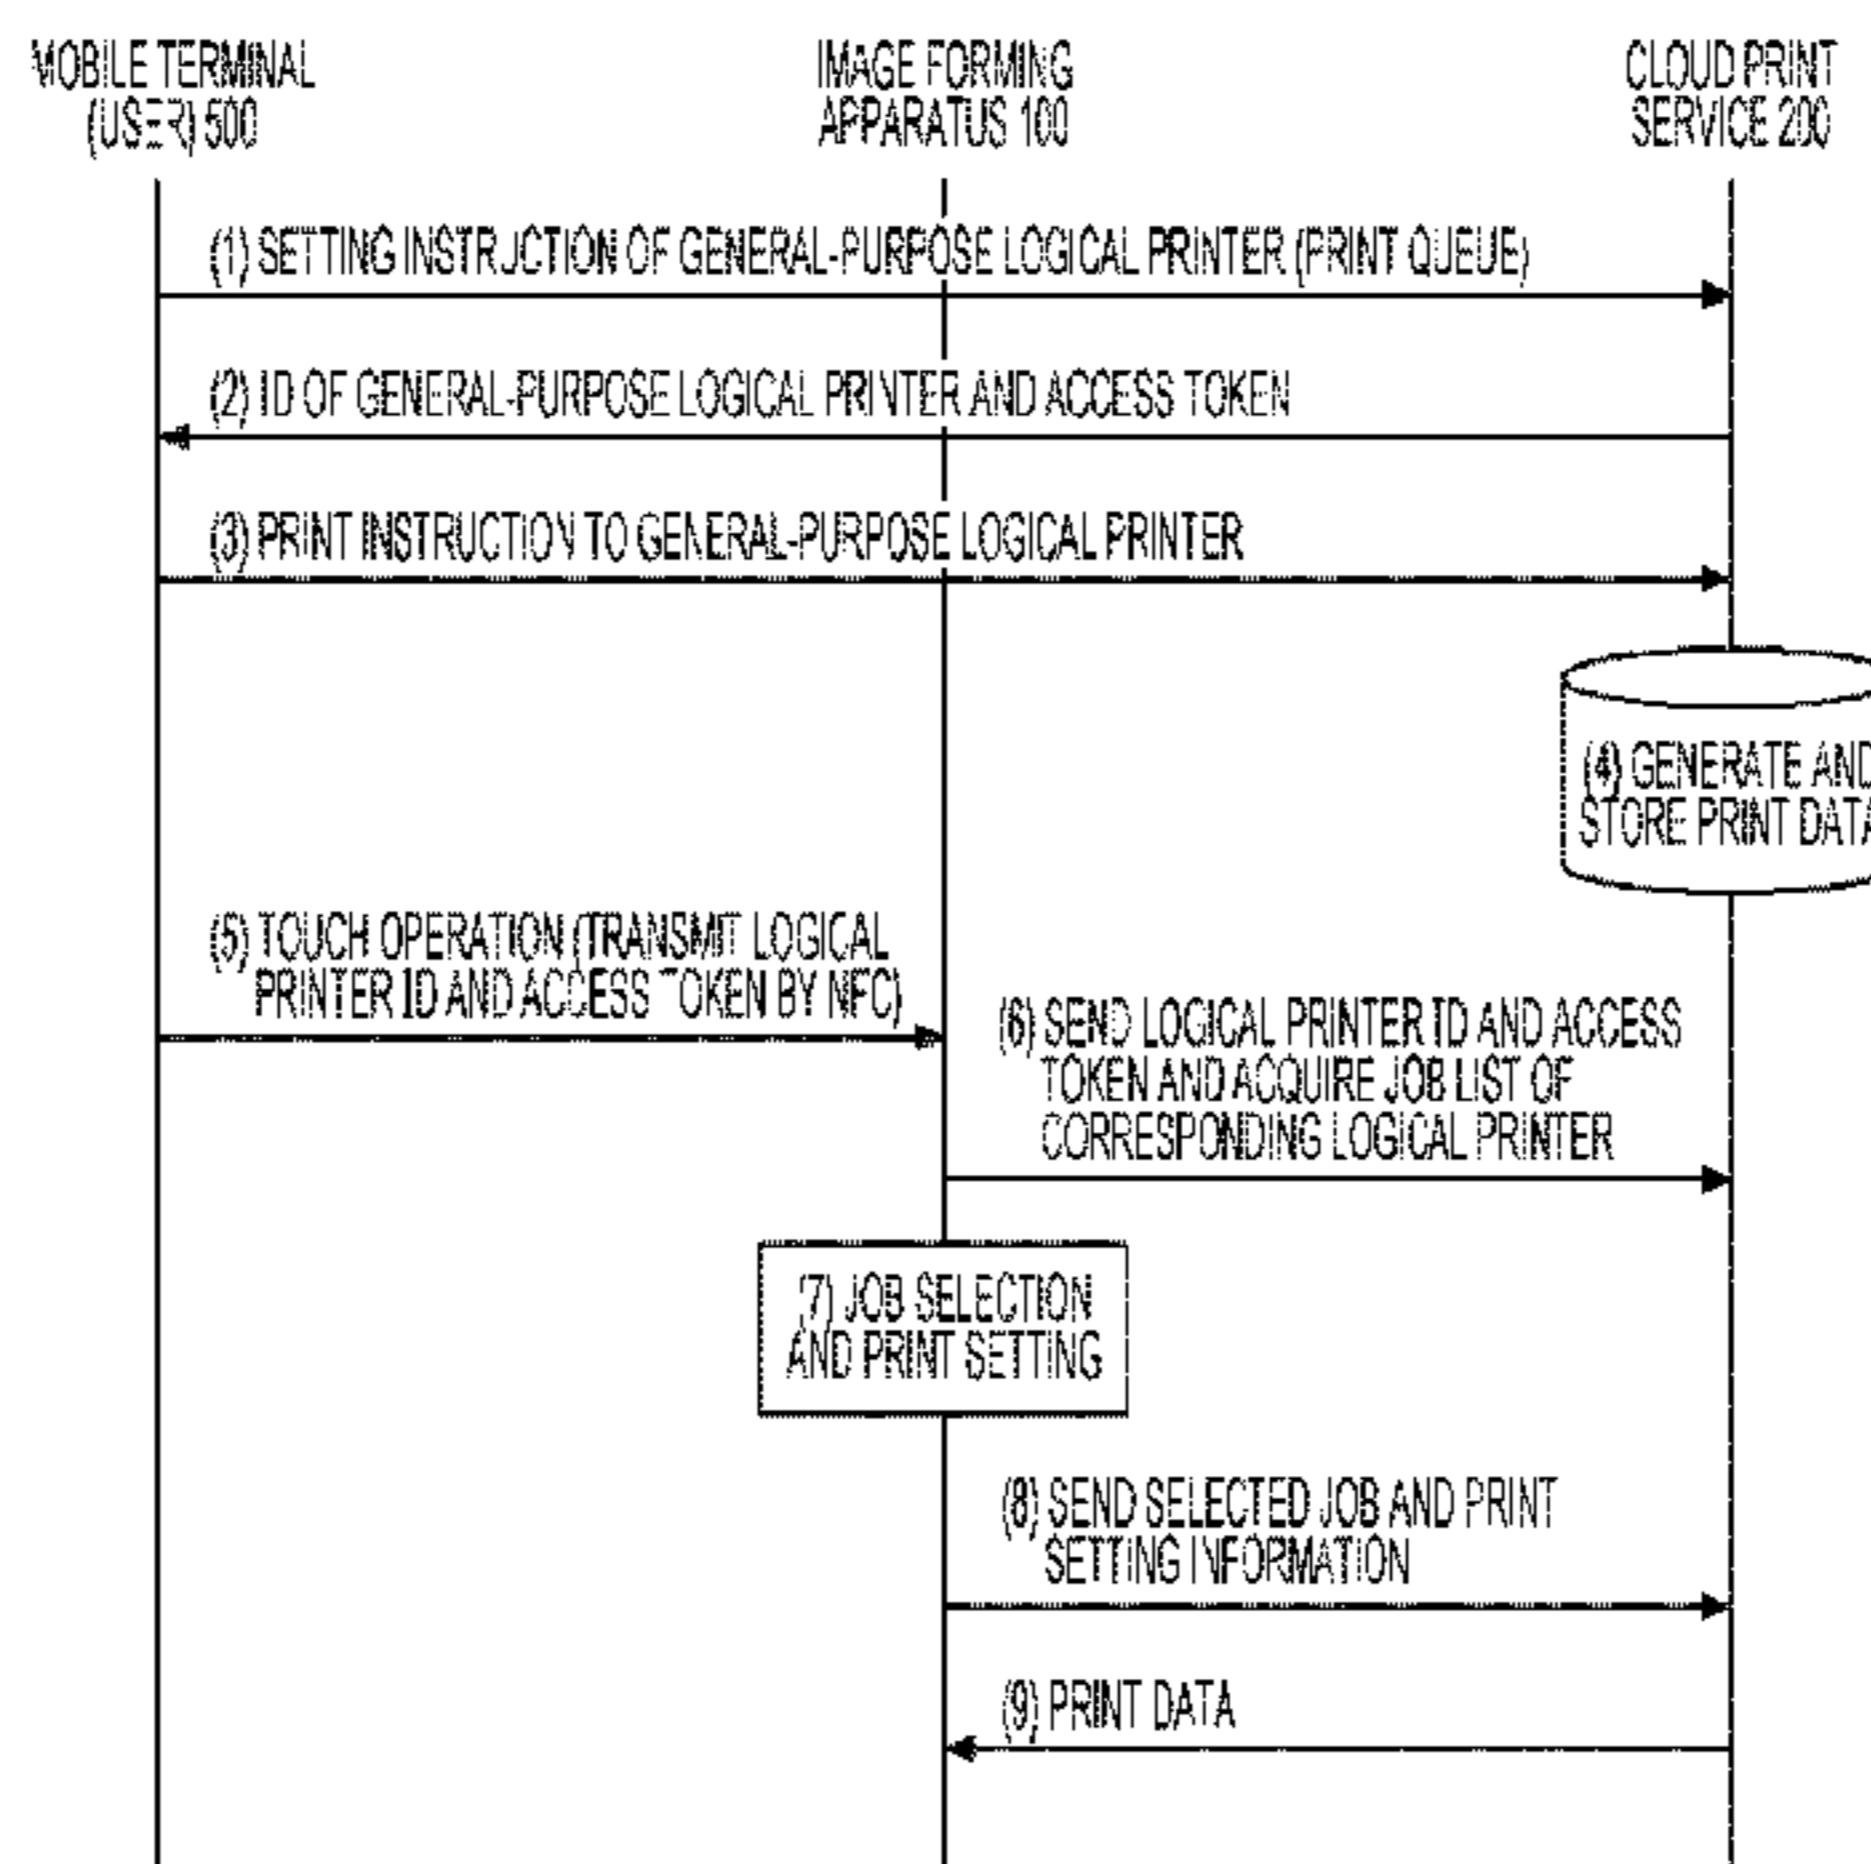 MOBILE TERMINAL
(USER) 500
IMAGE FORMING
APPARATUS 100
CLOUD PRINT
SERVICE 200
(1) SETTING INSTRUCTION OF GENERAL-PURPOSE LOGICAL PRINTER (PRINT QUEUE)
(2) ID OF GENERAL-PURPOSE LOGICAL PRINTER AND ACCESS TOKEN
(3) PRINT INSTRUCTION TO GENERAL-PURPOSE LOGICAL PRINTER
(4) GENERATE AND
STORE PRINT DATA
(5) TOUCH OPERATION (TRANSMIT LOGICAL
PRINTER ID AND ACCESS TOKEN BY NFC)
(6) SEND LOGICAL PRINTER ID AND ACCESS
TOKEN AND ACQUIRE JOB LIST OF
CORRESPONDING LOGICAL PRINTER
(7) JOB SELECTION
AND PRINT SETTING
(8) SEND SELECTED JOB AND PRINT
SETTING INFORMATION
(9) PRINT DATA